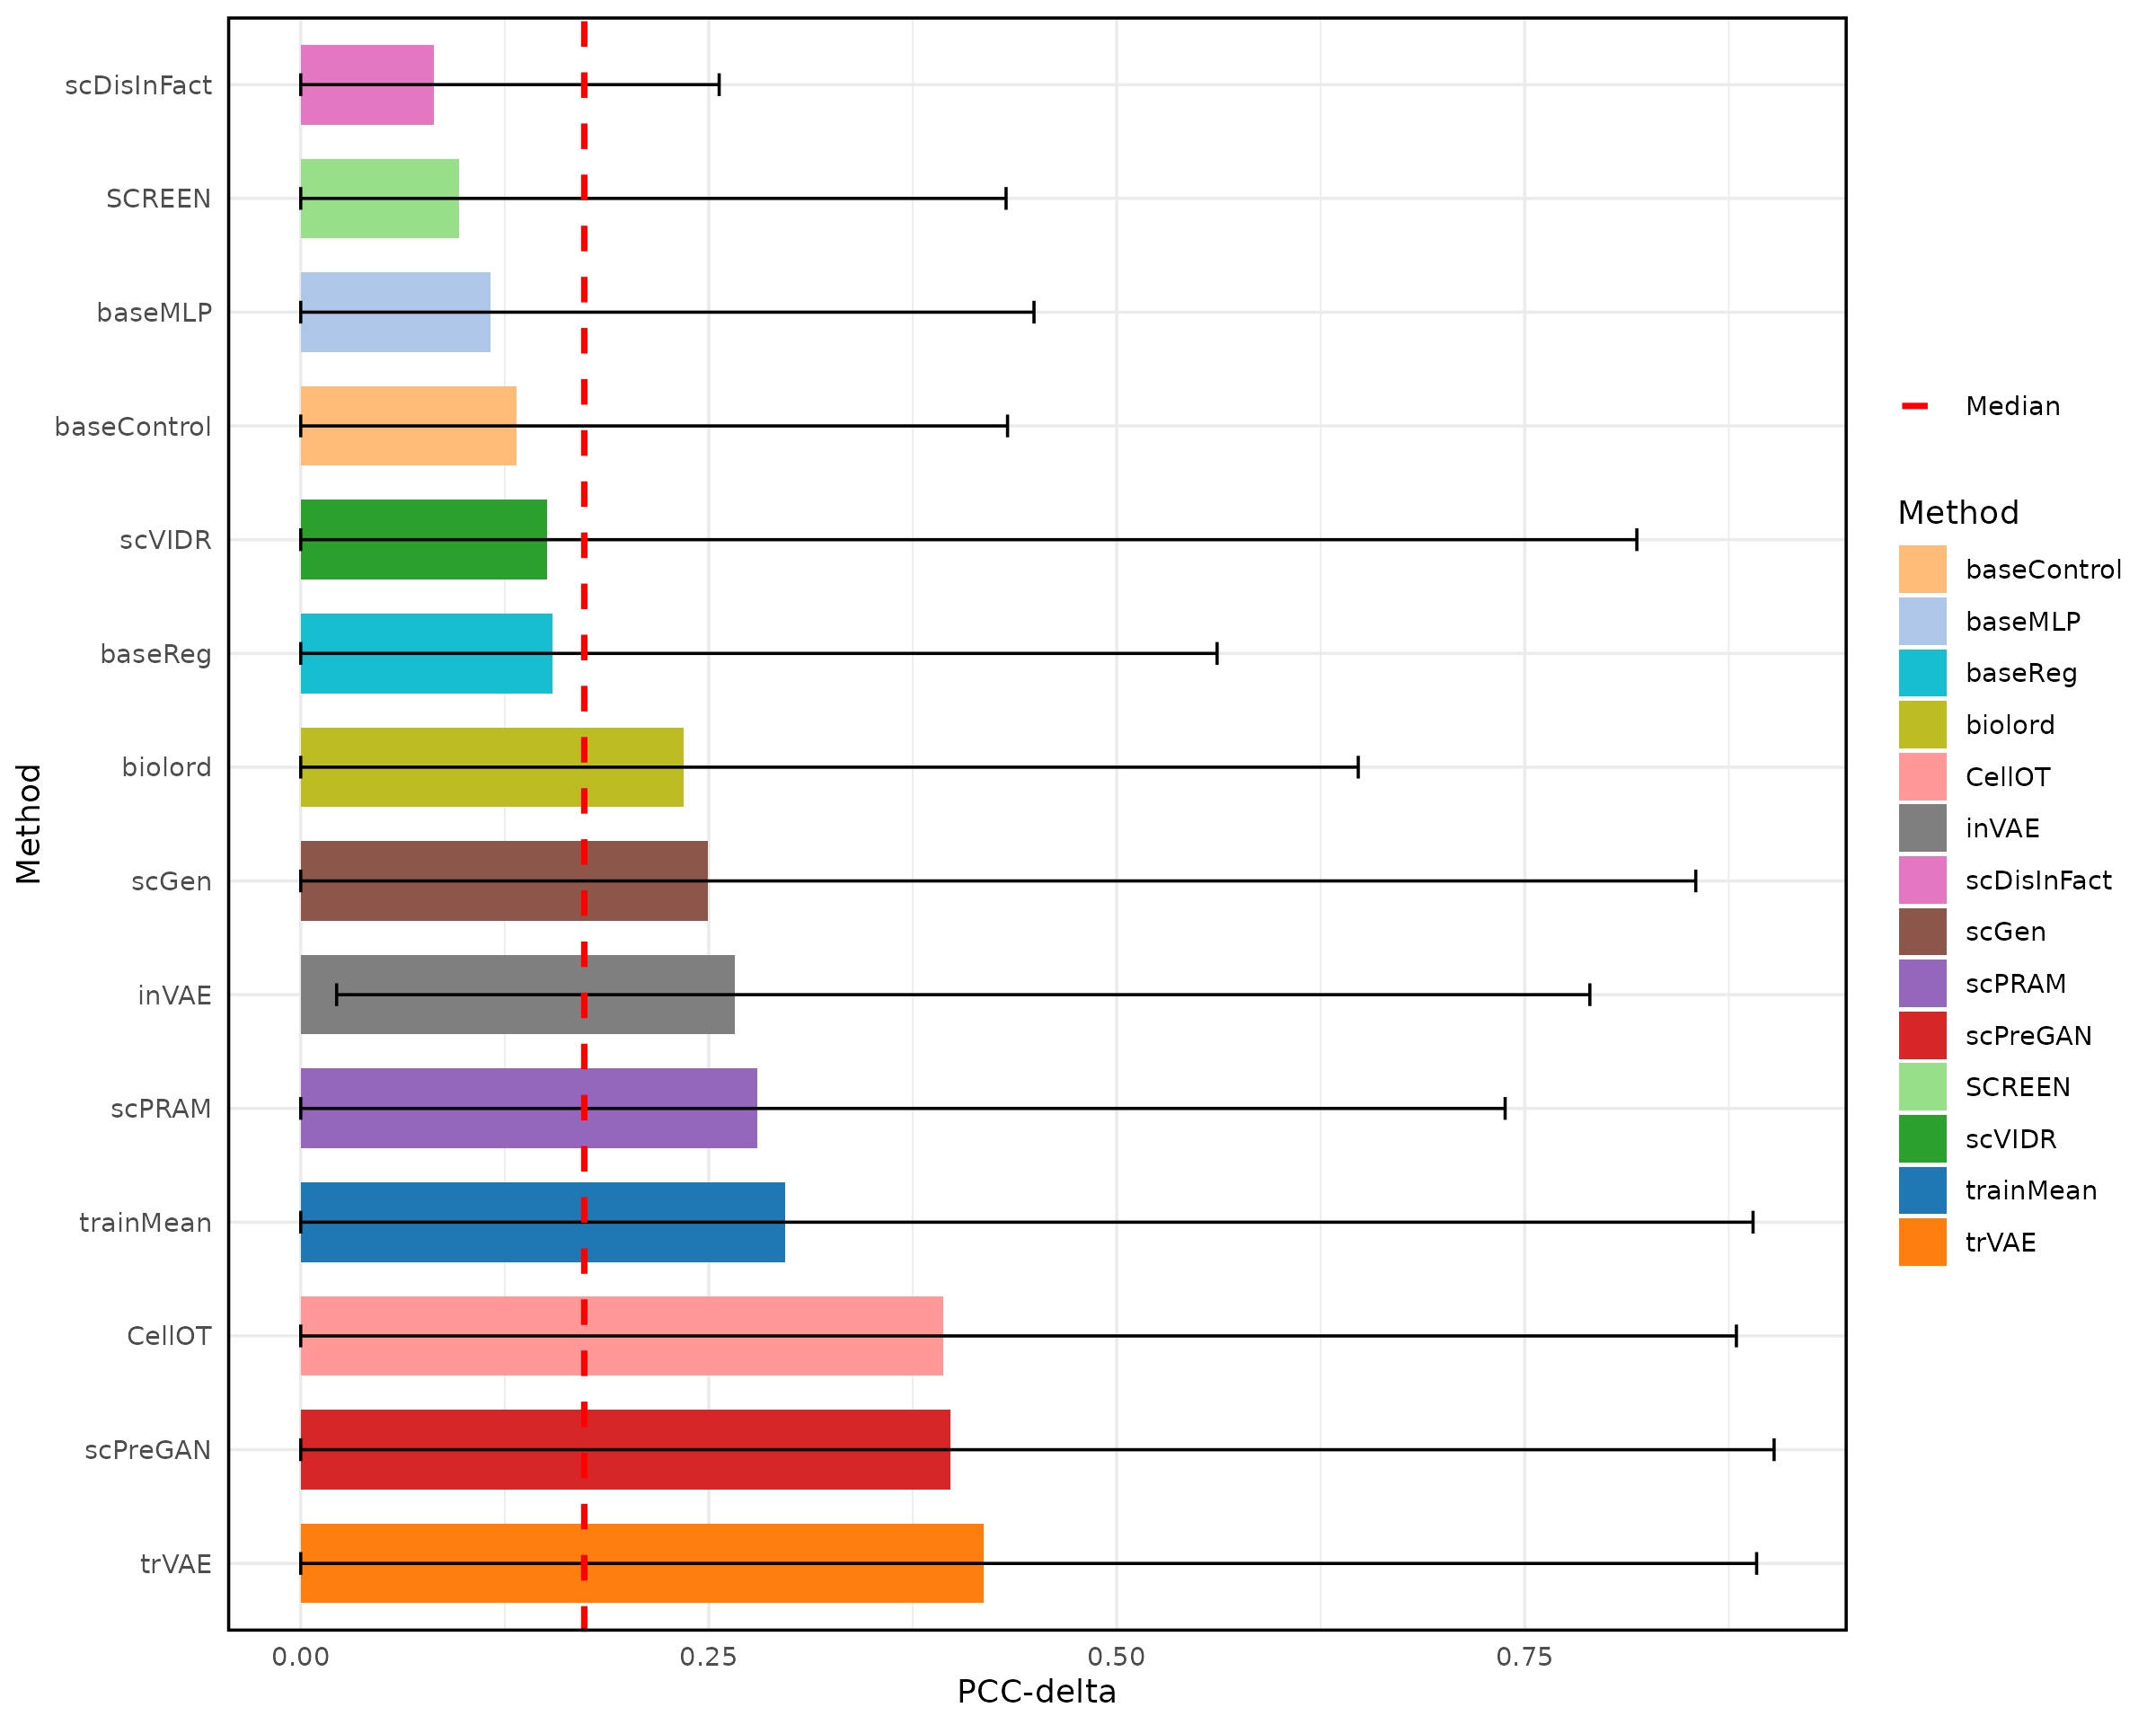 Method
scDisInFact
SCREEN
baseMLP
baseControl
scVIDR
baseReg
biolord
scGen
inVAE
scPRAM
trainMean
CellOT
scPreGAN
trVAE
0.00 0.25 0.50 0.75
PCC-delta
Median
Method
baseControl
baseMLP
baseReg
biolord
CellOT
inVAE
scDisInFact
scGen
scPRAM
scPreGAN
SCREEN
scVIDR
trainMean
trVAE